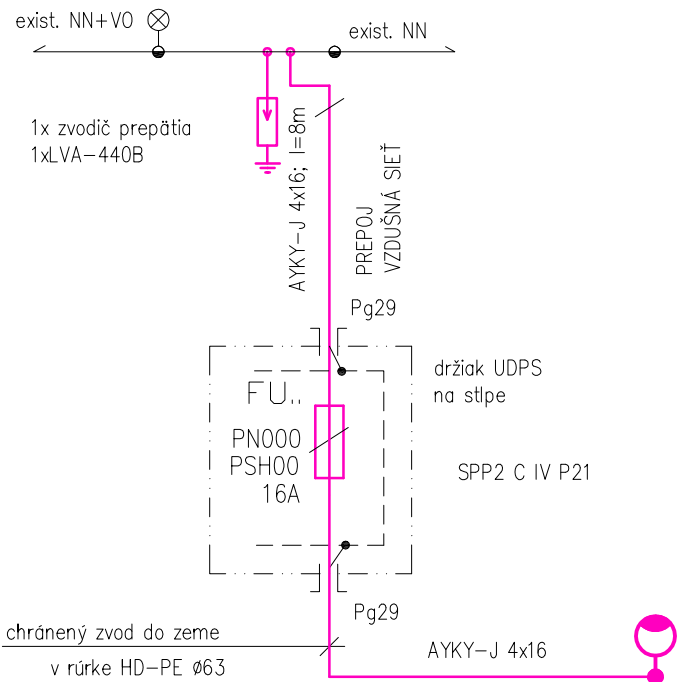 exist. NN+VO
exist. NN
1x zvodič prepätia
1xLVA-440B
AYKY-J 4x16; l=8m
PREPOJ
VZDUŠNÁ SIEŤ
Pg29
držiak UDPS
na stlpe
FU..
PN000
PSH00
16A
SPP2 C IV P21
Pg29
chránený zvod do zeme
v rúrke HD-PE Ø63
AYKY-J 4x16